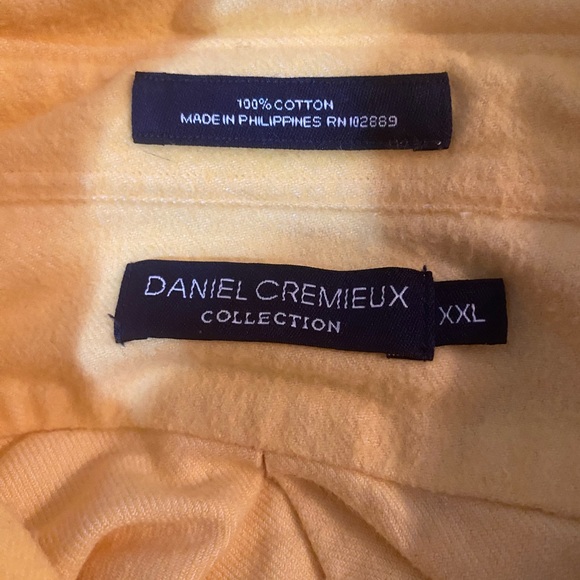 100% COTTON
MADE IN PHILIPPINES RN 102889
DANIEL CREMIEUX
COLLECTION
XXL